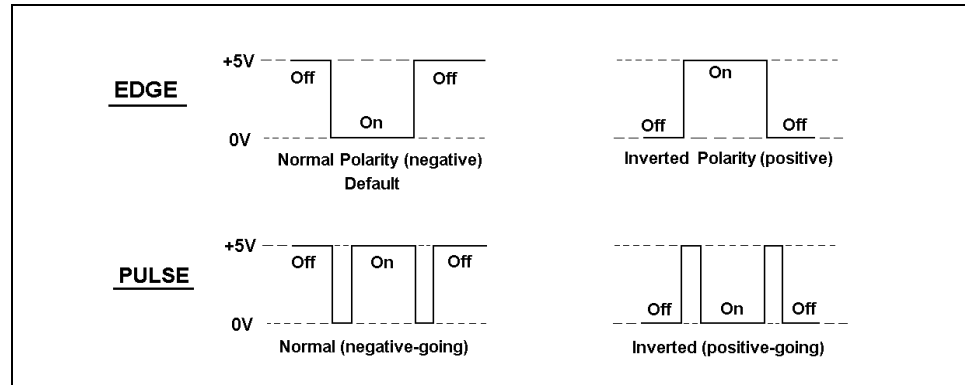 +5V
Off
Off
On
EDGE
On
Off
Off
0V
Normal Polarity (negative)
Default
Inverted Polarity (positive)
+5V
Off
On
Off
PULSE
Off
On
Off
0V
Normal (negative-going)
Inverted (positive-going)